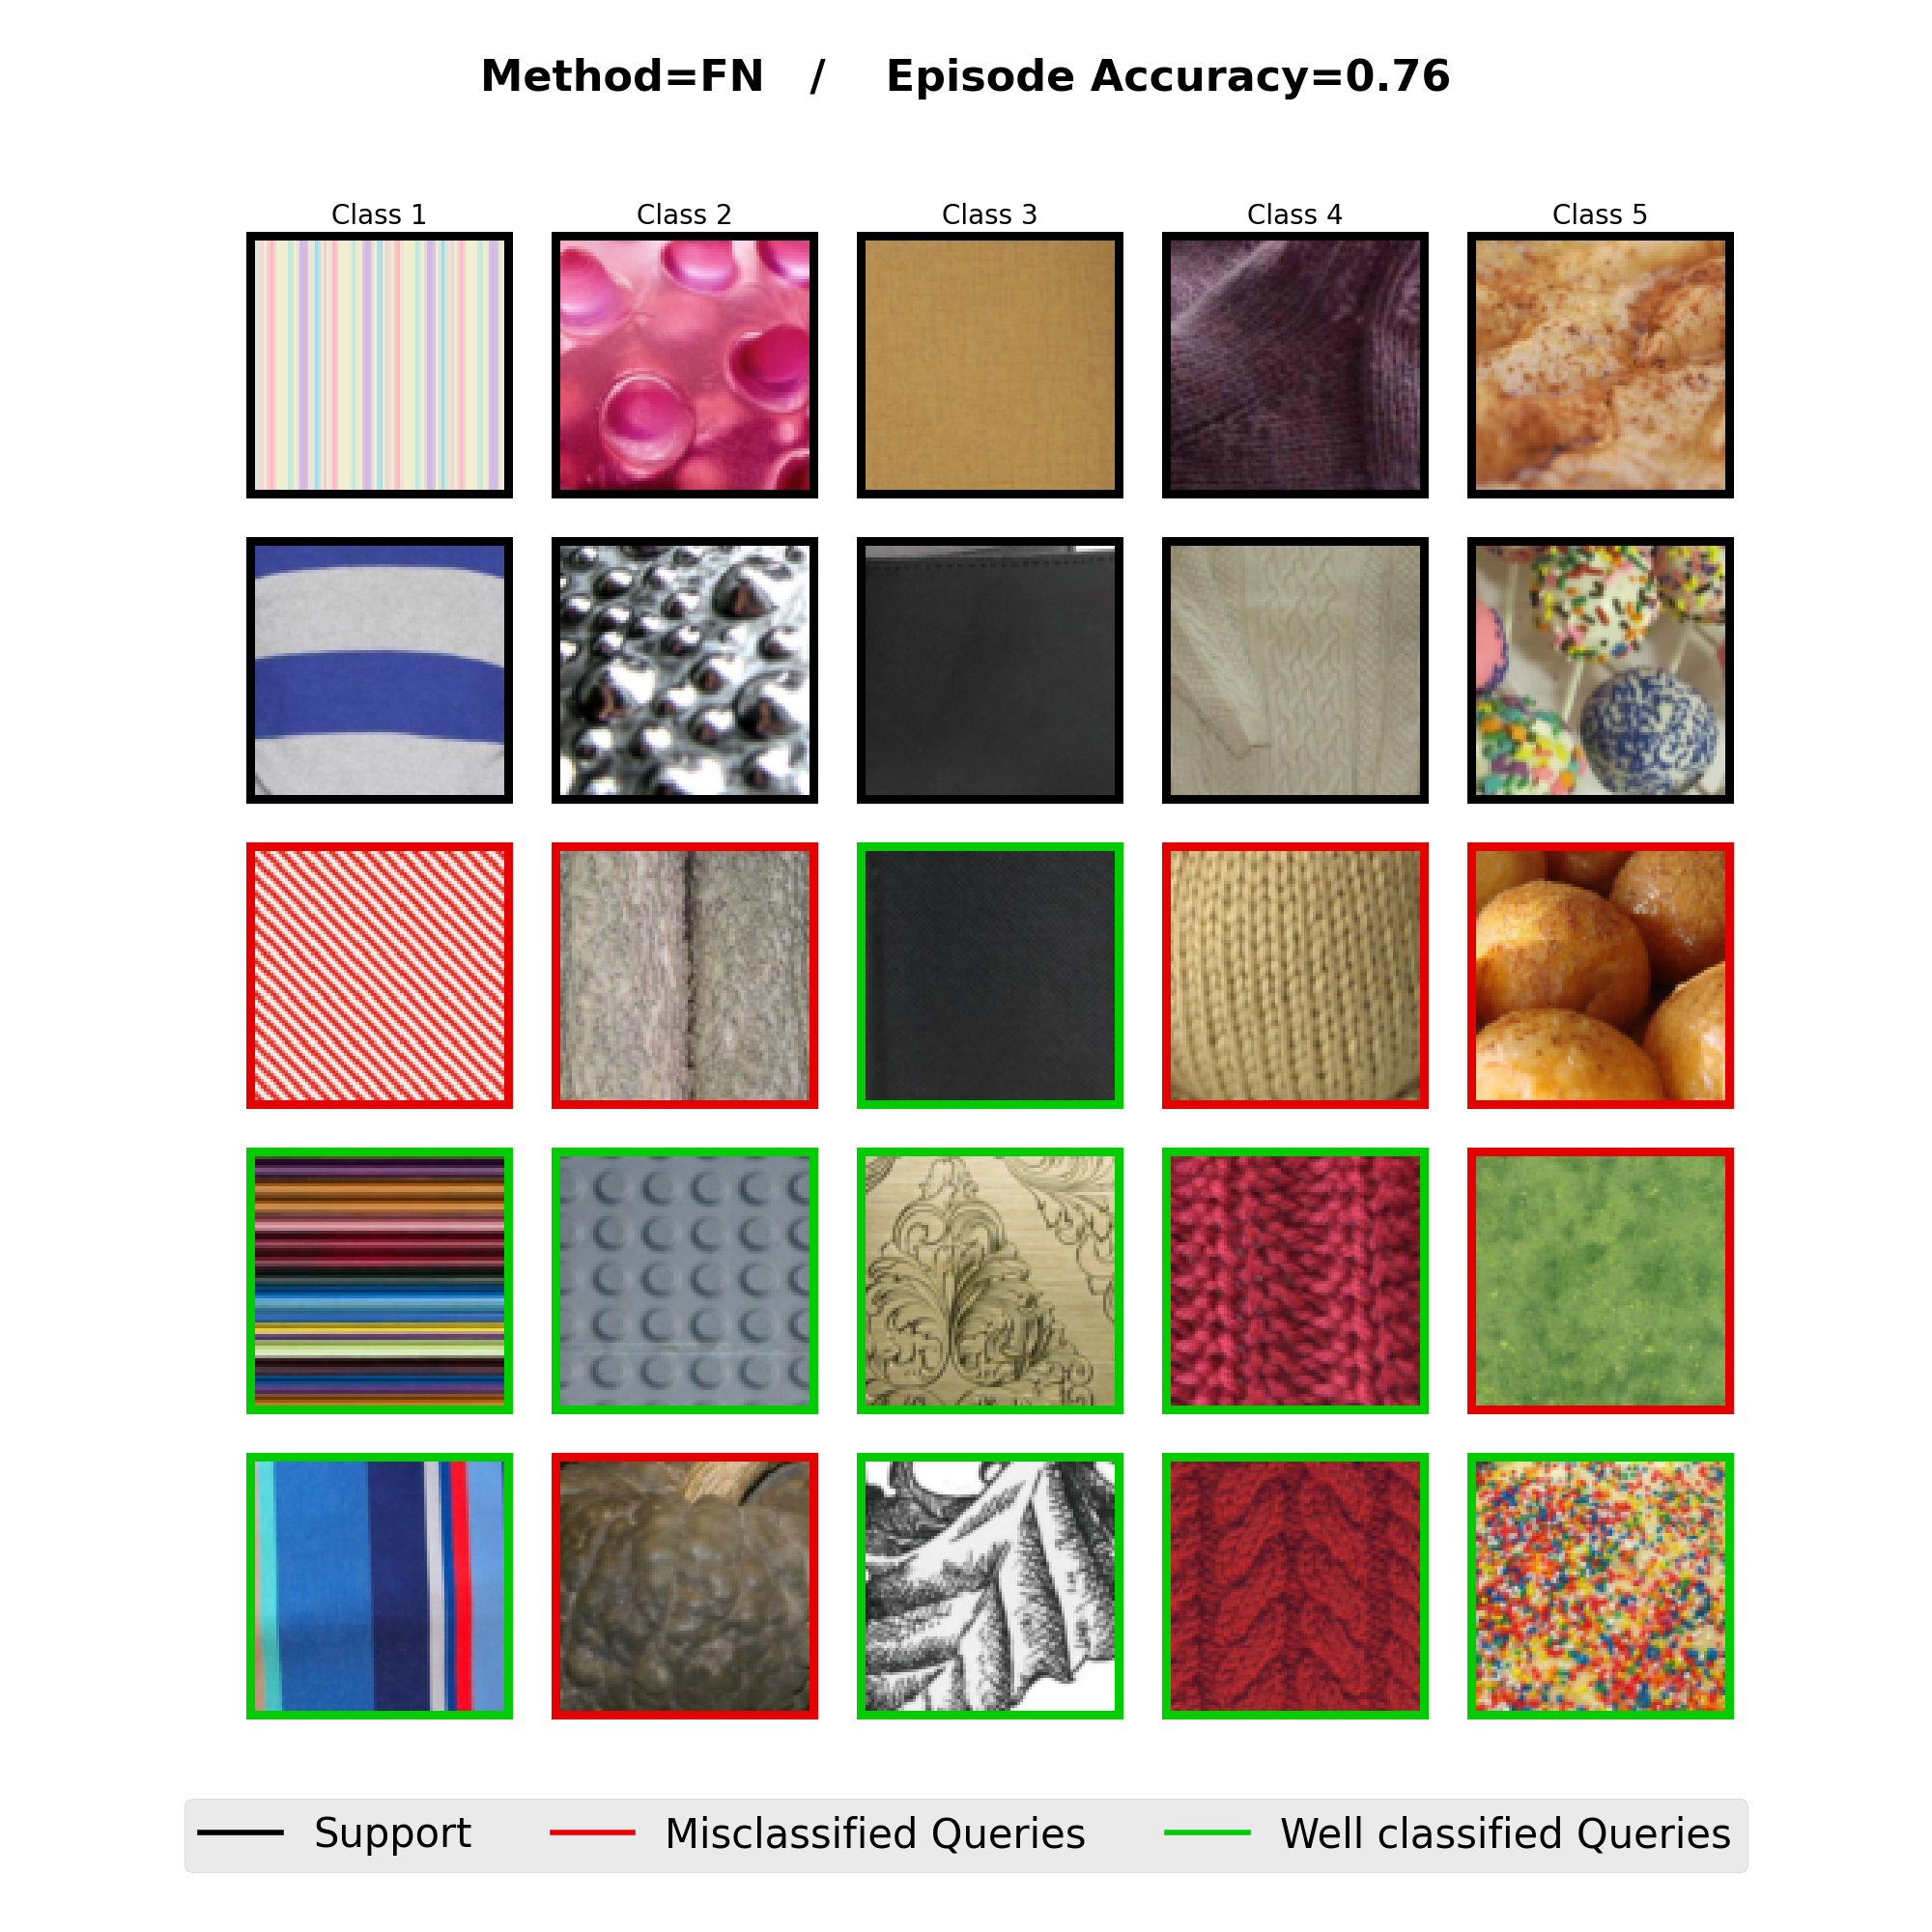 Method=FN / Episode Accuracy=0.76
Class 1 Class 2 Class 3 Class 4 Class 5
Support Misclassified Queries Well classified Queries